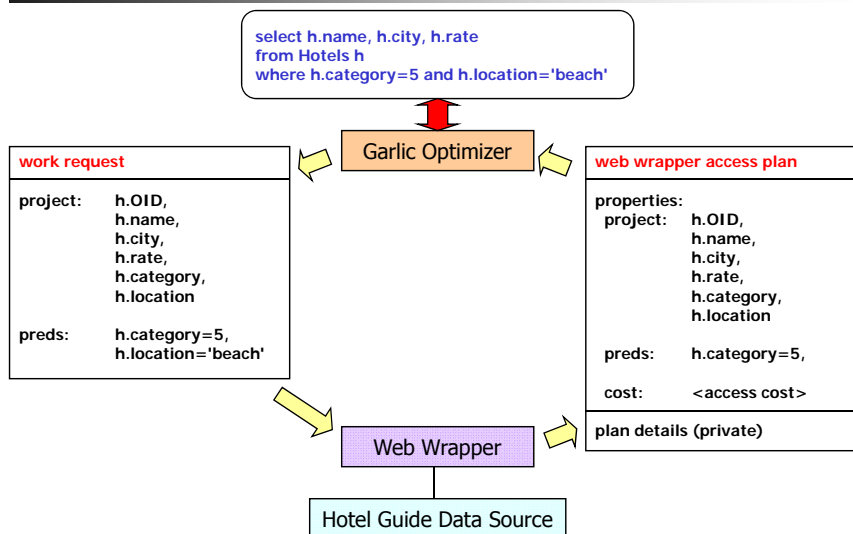 select h.name, h.city, h.rate
from Hotels h
where h.category=5 and h.location='beach'
Garlic Optimizer
work request
project: h.OID,
h.name,
h.city,
h.rate,
h.category,
h.location
preds: h.category=5,
h.location='beach'
web wrapper access plan
properties:
project: h.OID,
h.name,
h.city,
h.rate,
h.category,
h.location
preds: h.category=5,
cost: <access cost>
plan details (private)
Web Wrapper
Hotel Guide Data Source